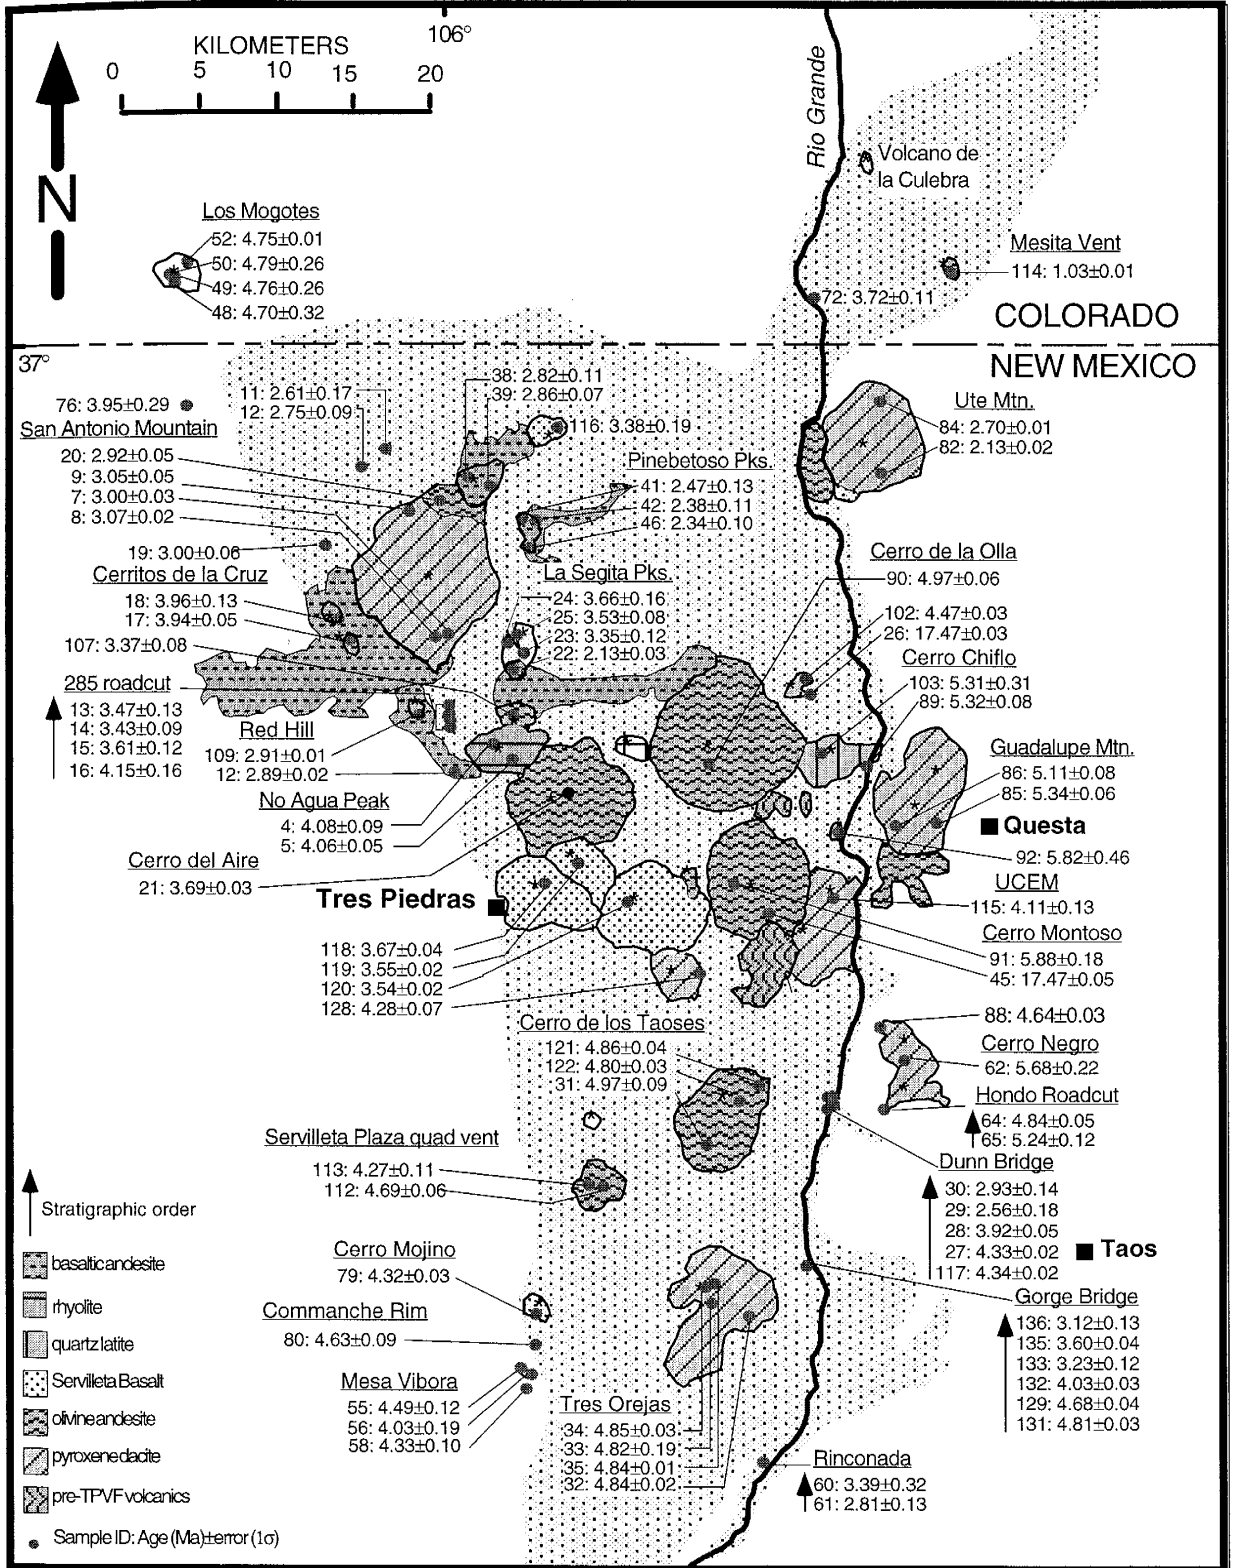 106°
KILOMETERS
0 5 10 15 20
N
Rio Grande
Volcano de
la Culebra
Los Mogotes
52: 4.75±0.01
50: 4.79±0.26
49: 4.76±0.26
48: 4.70±0.32
Mesita Vent
114: 1.03±0.01
72: 3.72±0.11
COLORADO
37°
NEW MEXICO
76: 3.95±0.29
11: 2.61±0.17
12: 2.75±0.09
38: 2.82±0.11
39: 2.86±0.07
116: 3.38±0.19
San Antonio Mountain
20: 2.92±0.05
9: 3.05±0.05
7: 3.00±0.03
8: 3.07±0.02
19: 3.00±0.06
Ute Mtn.
84: 2.70±0.01
82: 2.13±0.02
Pinebetoso Pks.
41: 2.47±0.13
42: 2.38±0.11
46: 2.34±0.10
Cerritos de la Cruz
18: 3.96±0.13
17: 3.94±0.05
107: 3.37±0.08
La Segita Pks.
24: 3.66±0.16
25: 3.53±0.08
23: 3.35±0.12
22: 2.13±0.03
Cerro de la Olla
90: 4.97±0.06
102: 4.47±0.03
26: 17.47±0.03
Cerro Chiflo
103: 5.31±0.31
89: 5.32±0.08
285 roadcut
13: 3.47±0.13
14: 3.43±0.09
15: 3.61±0.12
16: 4.15±0.16
Red Hill
109: 2.91±0.01
12: 2.89±0.02
No Agua Peak
4: 4.08±0.09
5: 4.06±0.05
Guadalupe Mtn.
86: 5.11±0.08
85: 5.34±0.06
Questa
92: 5.82±0.46
Cerro del Aire
21: 3.69±0.03
Tres Piedras
UCEM
115: 4.11±0.13
Cerro Montoso
91: 5.88±0.18
45: 17.47±0.05
118: 3.67±0.04
119: 3.55±0.02
120: 3.54±0.02
128: 4.28±0.07
88: 4.64±0.03
Cerro Negro
62: 5.68±0.22
Cerro de los Taoses
121: 4.86±0.04
122: 4.80±0.03
31: 4.97±0.09
Hondo Roadcut
64: 4.84±0.05
65: 5.24±0.12
Servilleta Plaza quad vent
113: 4.27±0.11
112: 4.69±0.06
Dunn Bridge
30: 2.93±0.14
29: 2.56±0.18
28: 3.92±0.05
27: 4.33±0.02
117: 4.34±0.02
Taos
Cerro Mojino
79: 4.32±0.03
Commanche Rim
80: 4.63±0.09
Mesa Vibora
55: 4.49±0.12
56: 4.03±0.19
58: 4.33±0.10
Gorge Bridge
136: 3.12±0.13
135: 3.60±0.04
133: 3.23±0.12
132: 4.03±0.03
129: 4.68±0.04
131: 4.81±0.03
Tres Orejas
34: 4.85±0.03
33: 4.82±0.19
35: 4.84±0.01
32: 4.84±0.02
Rinconada
60: 3.39±0.32
61: 2.81±0.13
Stratigraphic order
basaltic andesite
rhyolite
quartz latite
Servilleta Basalt
olivine andesite
pyroxene dacite
pre-TPVF volcanics
Sample ID: Age (Ma)±error (1σ)